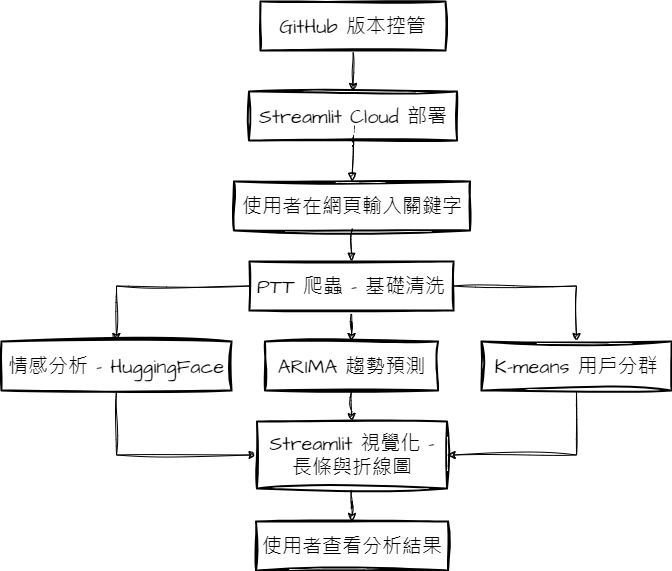 GitHub 版本控管
Streamlit Cloud 部署
使用者在網頁輸入關鍵字
PTT 爬蟲 - 基礎清洗
情感分析 - HuggingFace
ARIMA 趨勢預測
K-means 用戶分群
Streamlit 視覺化 -
長條與折線圖
使用者查看分析結果